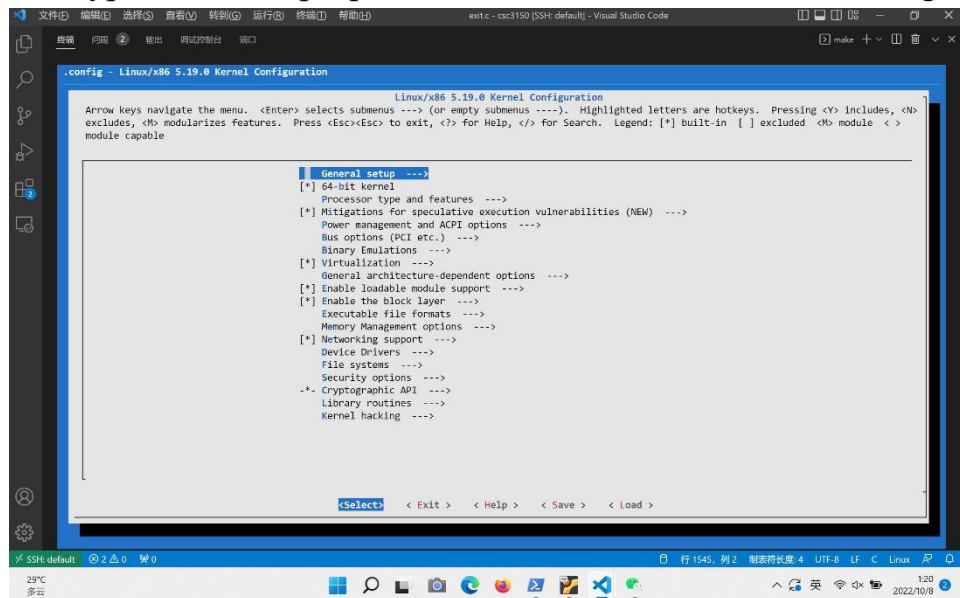 文件(F) 编辑(E) 选择(S) 查看(V) 转到(G) 运行(R) 终端(T) 帮助(H) exit.c - csc3150 [SSH: default] - Visual Studio Code
终端 问题 2 输出 调试控制台 端口 make
.config - Linux/x86 5.19.0 Kernel Configuration
Linux/x86 5.19.0 Kernel Configuration
Arrow keys navigate the menu. <Enter> selects submenus ---> (or empty submenus ----). Highlighted letters are hotkeys. Pressing <Y> includes, <N>
excludes, <M> modularizes features. Press <Esc><Esc> to exit, <?> for Help, </> for Search. Legend: [*] built-in [ ] excluded <M> module < >
module capable
General setup --->
[*] 64-bit kernel
Processor type and features --->
[*] Mitigations for speculative execution vulnerabilities (NEW) --->
Power management and ACPI options --->
Bus options (PCI etc.) --->
Binary Emulations --->
[*] Virtualization --->
General architecture-dependent options --->
[*] Enable loadable module support --->
[*] Enable the block layer --->
Executable file formats --->
Memory Management options --->
[*] Networking support --->
Device Drivers --->
File systems --->
Security options --->
-*- Cryptographic API --->
Library routines --->
Kernel hacking --->
<Select> < Exit > < Help > < Save > < Load >
SSH: default 2 0 0 行 1545, 列 2 制表符长度: 4 UTF-8 LF C Linux
29°C
多云
英
1:20
2022/10/8
2